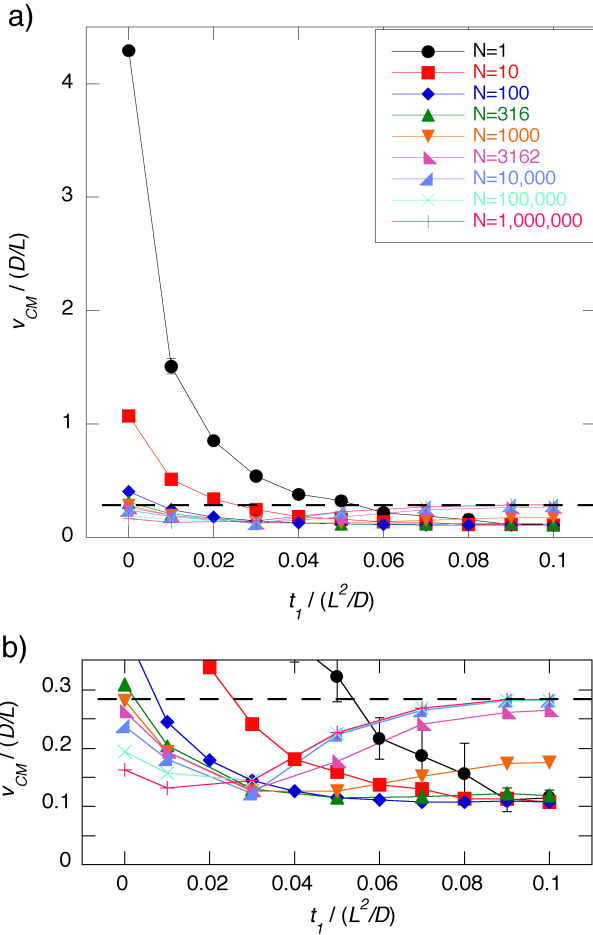 a)
N=1
N=10
N=100
N=316
N=1000
N=3162
N=10,000
N=100,000
N=1,000,000
4
3
2
1
0
v_CM / (D/L)
0 0.02 0.04 0.06 0.08 0.1
t_1 / (L^2/D)
b)
0.3
0.2
0.1
0
v_CM / (D/L)
0 0.02 0.04 0.06 0.08 0.1
t_1 / (L^2/D)